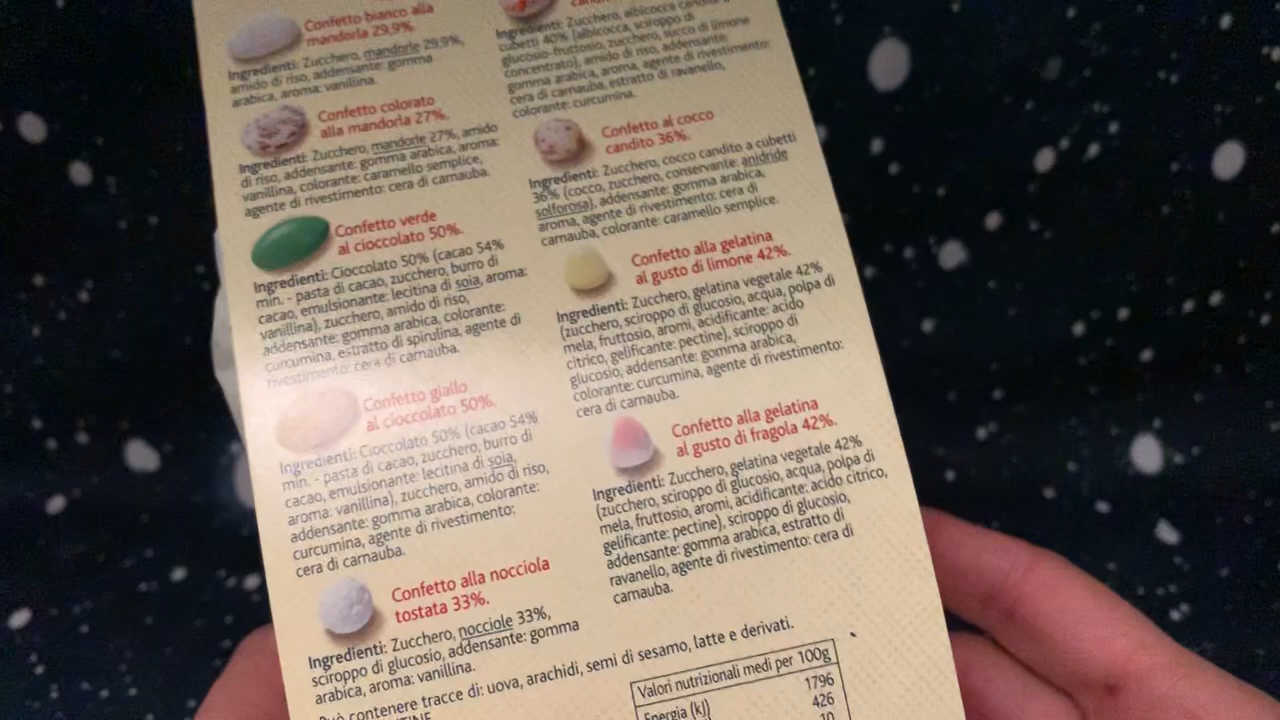 Confetto bianco alla
mandorla 29,9%.
Ingredienti: Zucchero, mandorle 29,9%,
amido di riso, addensante: gomma
arabica, aroma: vanillina.
Confetto colorato
alla mandorla 27%.
Ingredienti: Zucchero, mandorle 27%, amido
di riso, addensante: gomma arabica, aroma:
vanillina, colorante: caramello semplice,
agente di rivestimento: cera di carnauba.
Confetto verde
al cioccolato 50%.
Ingredienti: Cioccolato 50% (cacao 54%
min. - pasta di cacao, zucchero, burro di
cacao, emulsionante: lecitina di soia, aroma:
vanillina), zucchero, amido di riso,
addensante: gomma arabica, colorante:
curcumina, estratto di spirulina, agente di
rivestimento: cera di carnauba.
Confetto giallo
al cioccolato 50%.
Ingredienti: Cioccolato 50% (cacao 54%
min. - pasta di cacao, zucchero, burro di
cacao, emulsionante: lecitina di soia,
aroma: vanillina), zucchero, amido di riso,
addensante: gomma arabica, colorante:
curcumina, agente di rivestimento:
cera di carnauba.
Confetto alla nocciola
tostata 33%.
Ingredienti: Zucchero, nocciole 33%,
sciroppo di glucosio, addensante: gomma
arabica, aroma: vanillina.
Ingredienti: Zucchero, albicocca candita a
cubetti 40% (albicocca, sciroppo di
glucosio-fruttosio, zucchero, succo di limone
concentrato), amido di riso, addensante:
gomma arabica, aroma, agente di rivestimento:
cera di carnauba, estratto di ravanello,
colorante: curcumina.
Confetto al cocco
candito 36%.
Ingredienti: Zucchero, cocco candito a cubetti
36% (cocco, zucchero, conservante: anidride
solforosa), addensante: gomma arabica,
aroma, agente di rivestimento: cera di
carnauba, colorante: caramello semplice.
Confetto alla gelatina
al gusto di limone 42%.
Ingredienti: Zucchero, gelatina vegetale 42%
(zucchero, sciroppo di glucosio, acqua, polpa di
mela, fruttosio, aromi, acidificante: acido
citrico, gelificante: pectine), sciroppo di
glucosio, addensante: gomma arabica,
colorante: curcumina, agente di rivestimento:
cera di carnauba.
Confetto alla gelatina
al gusto di fragola 42%.
Ingredienti: Zucchero, gelatina vegetale 42%
(zucchero, sciroppo di glucosio, acqua, polpa di
mela, fruttosio, aromi, acidificante: acido citrico,
gelificante: pectine), sciroppo di glucosio,
addensante: gomma arabica, estratto di
ravanello, agente di rivestimento: cera di
carnauba.
Può contenere tracce di: uova, arachidi, semi di sesamo, latte e derivati.
Valori nutrizionali medi per 100g
Energia (kJ) 1796
426
10